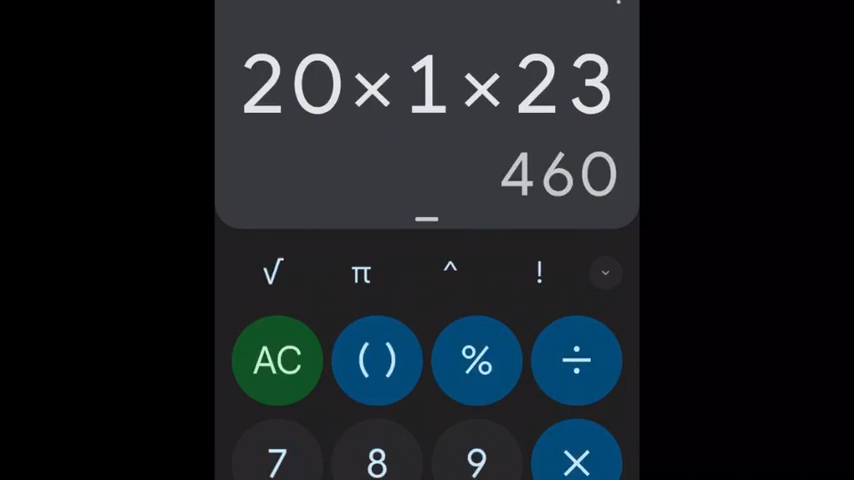 20×1×23
460
√ π ^ !
AC ( ) % ÷
7 8 9 ×